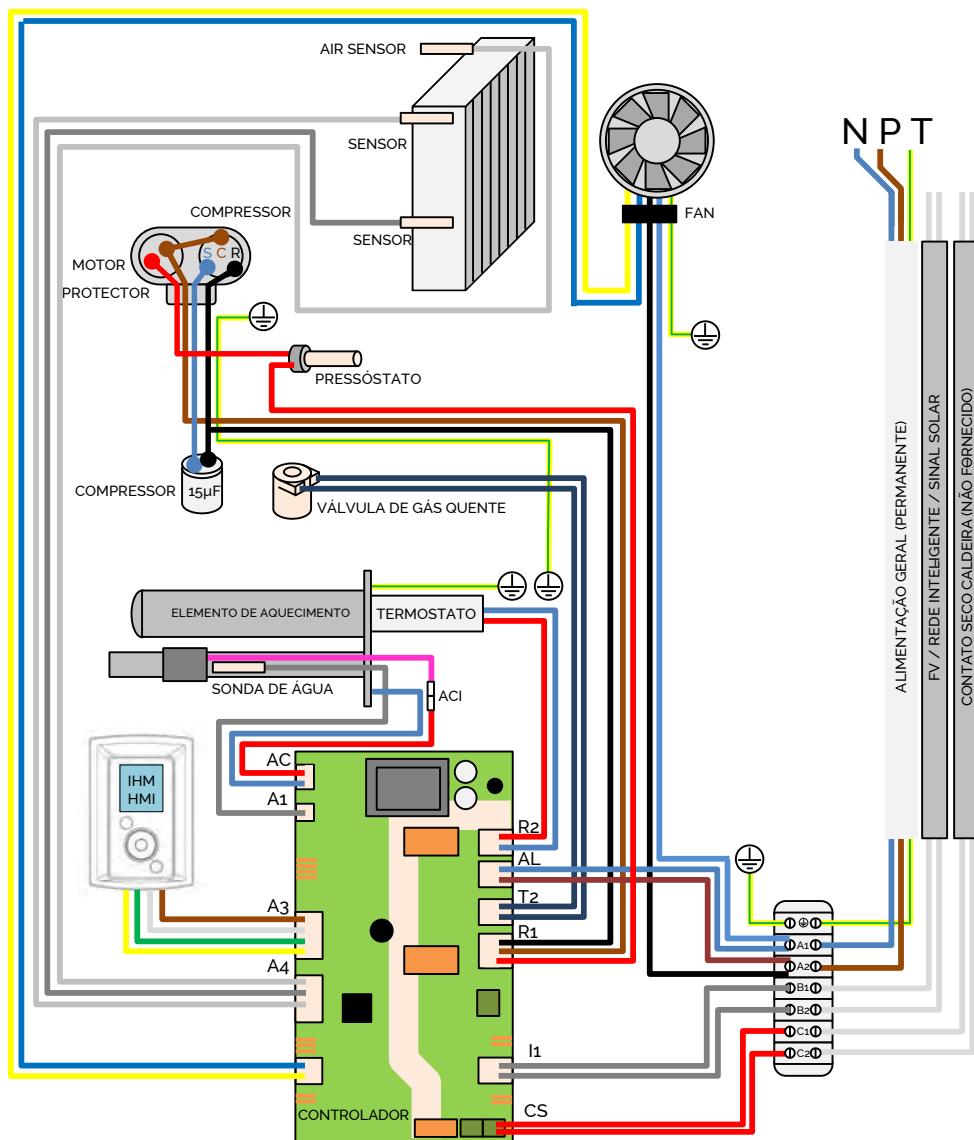 AIR SENSOR
SENSOR
N P T
COMPRESSOR
FAN
SENSOR
S C R
MOTOR
PROTECTOR
PRESSÓSTATO
COMPRESSOR
15µF
VÁLVULA DE GÁS QUENTE
ALIMENTAÇÃO GERAL (PERMANENTE)
FV / REDE INTELIGENTE / SINAL SOLAR
CONTATO SECO CALDEIRA (NÃO FORNECIDO)
ELEMENTO DE AQUECIMENTO
TERMOSTATO
SONDA DE ÁGUA
ACI
AC
IHM
HMI
A1
R2
AL
T2
A3
R1
A4
A1
A2
B1
B2
C1
C2
I1
CONTROLADOR
CS